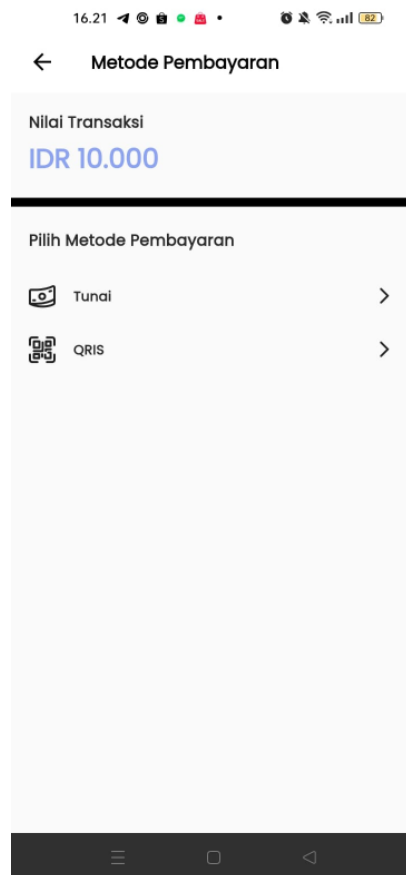 16.21
82
Metode Pembayaran
Nilai Transaksi
IDR 10.000
Pilih Metode Pembayaran
Tunai
QRIS